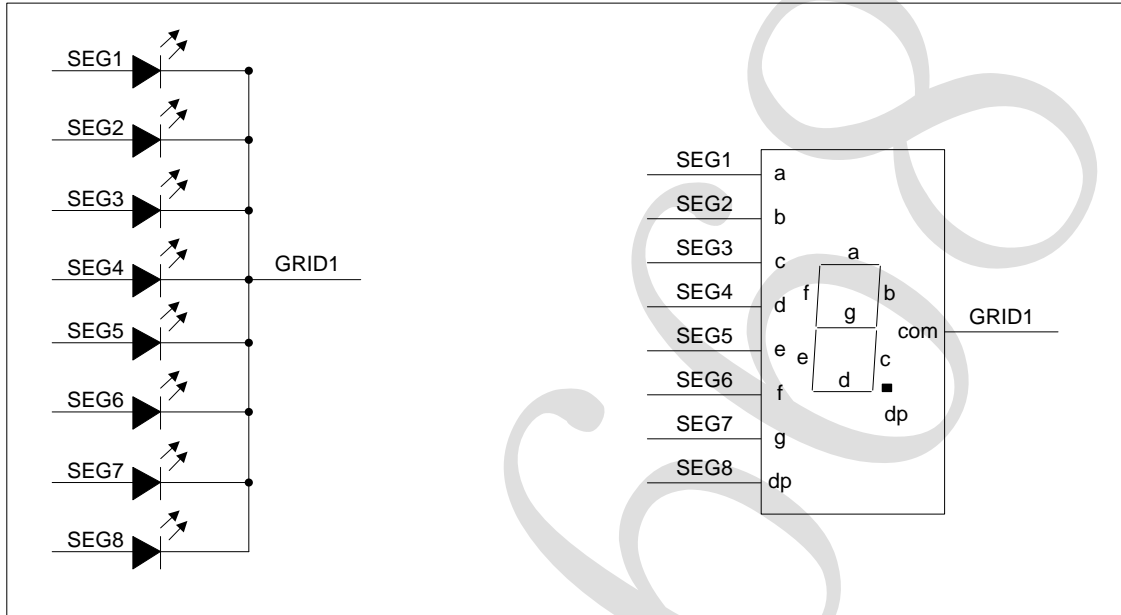 SEG1
SEG2
SEG3
SEG4
GRID1
SEG5
SEG6
SEG7
SEG8
SEG1
a
SEG2
b
SEG3
c
SEG4
d
SEG5
e
SEG6
f
SEG7
g
SEG8
dp
a
f
b
g
e
c
d
dp
com
GRID1
668